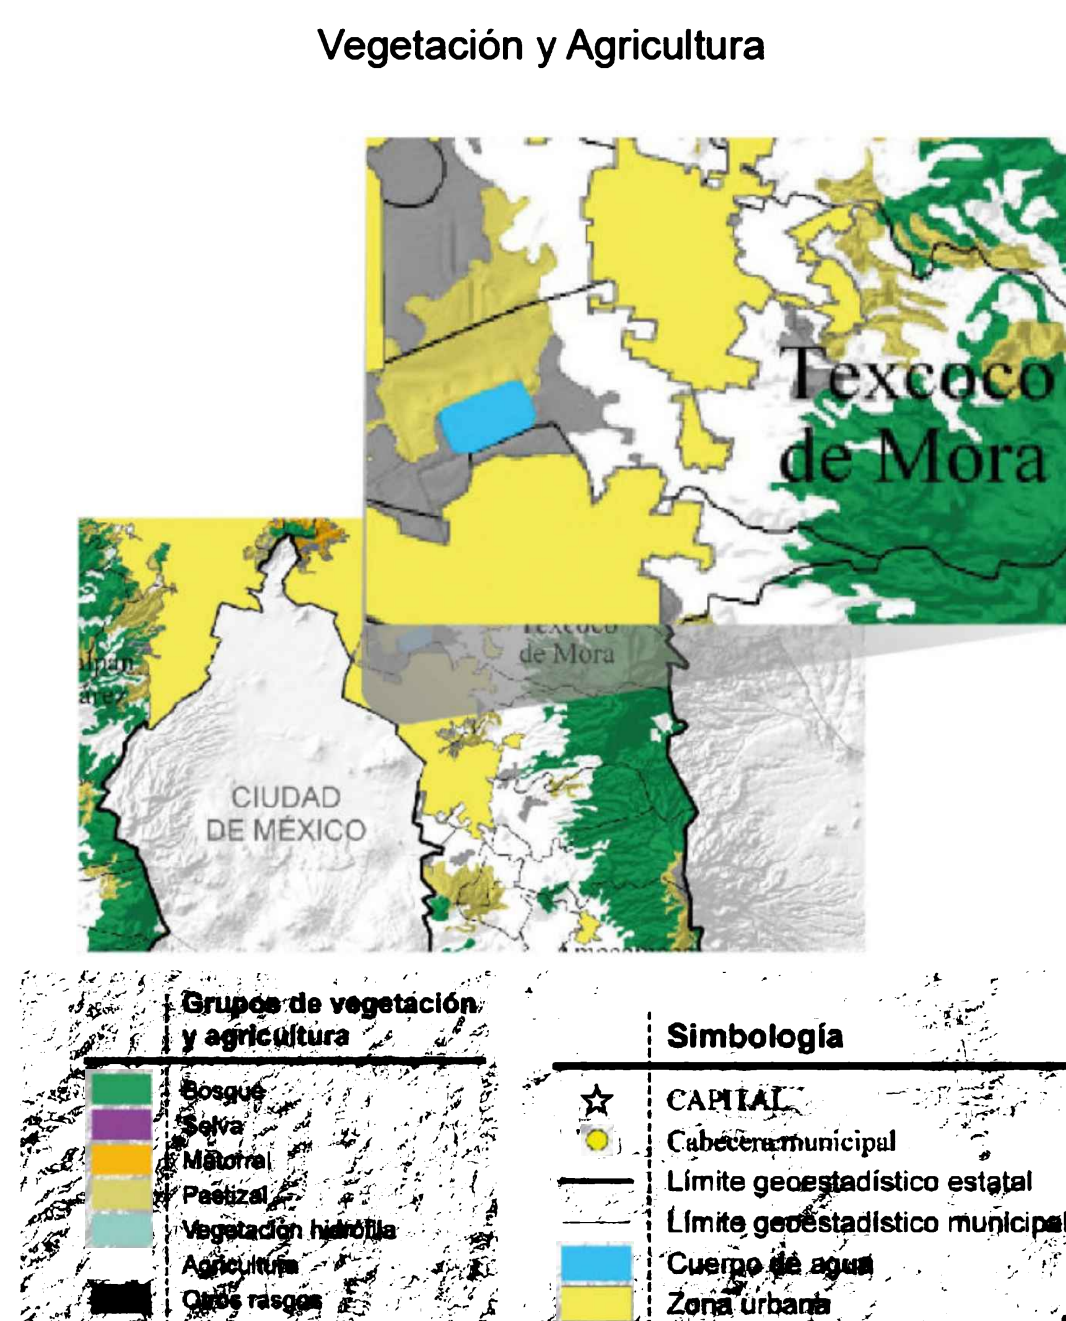 Vegetación y Agricultura
Texcoco
de Mora
Texcoco
de Mora
CIUDAD
DE MÉXICO
Grupos de vegetación
y agricultura
Bosque
Selva
Matorral
Pastizal
Vegetación hidrófila
Agricultura
Otros rasgos
Simbología
CAPITAL
Cabecera municipal
Límite geoestadístico estatal
Límite geoestadístico municipal
Cuerpo de agua
Zona urbana